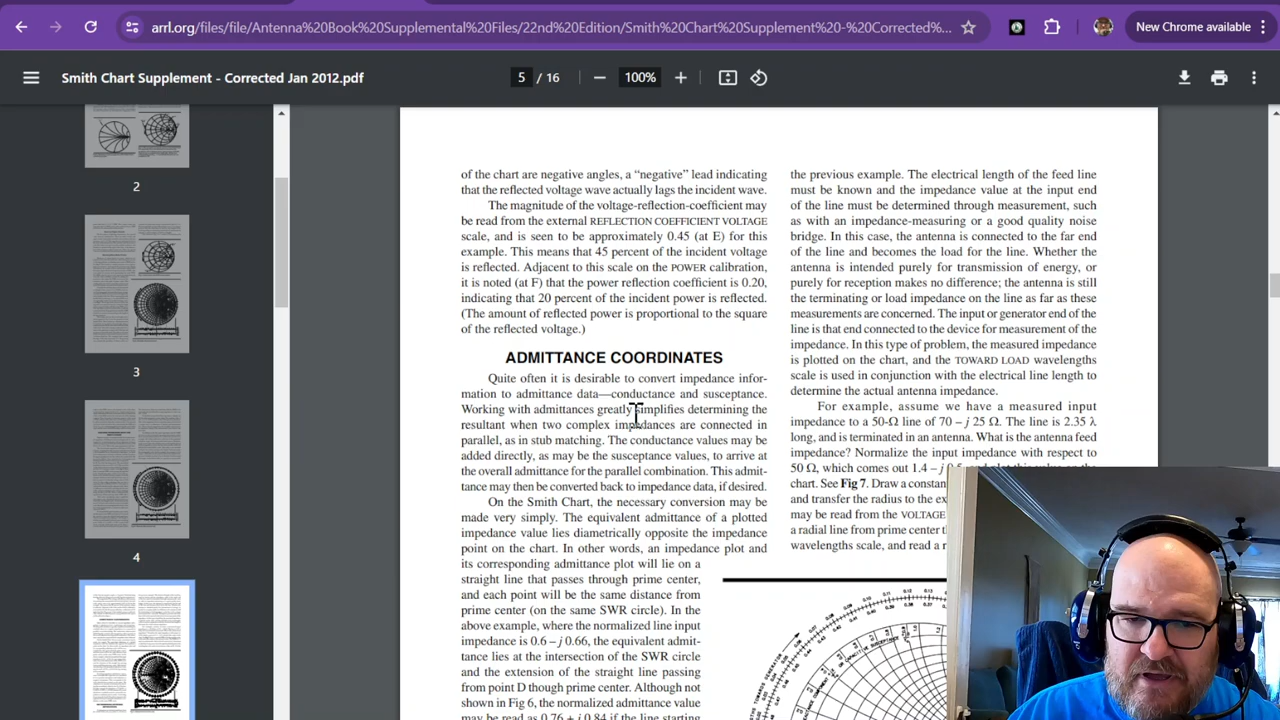 arrl.org/files/file/Antenna%20Book%20Supplemental%20Files/22nd%20Edition/Smith%20Chart%20Supplement%20-%20Corrected%...
New Chrome available
Smith Chart Supplement - Corrected Jan 2012.pdf
5 / 16
100%
2
3
4
of the chart are negative angles, a “negative” lead indicating
that the reflected voltage wave actually lags the incident wave.
The magnitude of the voltage-reflection-coefficient may
be read from the external REFLECTION COEFFICIENT VOLTAGE
scale, and is seen to be approximately 0.45 (at E) for this
example. This means that 45 percent of the incident voltage
is reflected. Adjacent to this scale on the POWER calibration,
it is noted (at F) that the power reflection coefficient is 0.20,
indicating that 20 percent of the incident power is reflected.
(The amount of reflected power is proportional to the square
of the reflected voltage.)
ADMITTANCE COORDINATES
Quite often it is desirable to convert impedance infor-
mation to admittance data—conductance and susceptance.
Working with admittances greatly simplifies determining the
resultant when two complex impedances are connected in
parallel, as in stub matching. The conductance values may be
added directly, as may be the susceptance values, to arrive at
the overall admittance for the parallel combination. This admit-
tance may then be converted back to impedance data, if desired.
On the Smith Chart, the necessary conversion may be
made very simply. The equivalent admittance of a plotted
impedance value lies diametrically opposite the impedance
point on the chart. In other words, an impedance plot and
its corresponding admittance plot will lie on a
straight line that passes through prime center,
and each point will be the same distance from
prime center (on the same SWR circle). In the
above example, where the normalized line input
impedance is j 0.66, the equivalent admit-
tance lies at the intersection of the SWR circle
and the extension of the straight line passing
from point D through prime center. Although not
shown in Fig the normalized admittance value
may be read as 0.76 + j 0.84 if the line starting
the previous example. The electrical length of the feed line
must be known and the impedance value at the input end
of the line must be determined through measurement, such
as with an impedance-measuring or a good quality noise
bridge. In this case, the antenna is connected to the far end
of the line and becomes the load for the line. Whether the
antenna is intended purely for transmission of energy, or
purely for reception makes no difference; the antenna is still
the terminating or load impedance on the line as far as these
measurements are concerned. The input or generator end of the
line is that end connected to the device for measurement of the
impedance. In this type of problem, the measured impedance
is plotted on the chart, and the TOWARD LOAD wavelengths
scale is used in conjunction with the electrical line length to
determine the actual antenna impedance.
For example, assume we have a measured input
impedance to a 50-Ω line of 70 – j 25 Ω. The line is 2.35 λ
long, and is terminated in an antenna. What is the antenna feed
impedance? Normalize the input impedance with respect to
50 Ω, which comes out 1.4 – j
chart. See Fig 7. Draw a constant
and transfer the radius to the ex
may be read from the VOLTAGE
a radial line from prime center
wavelengths scale, and read a